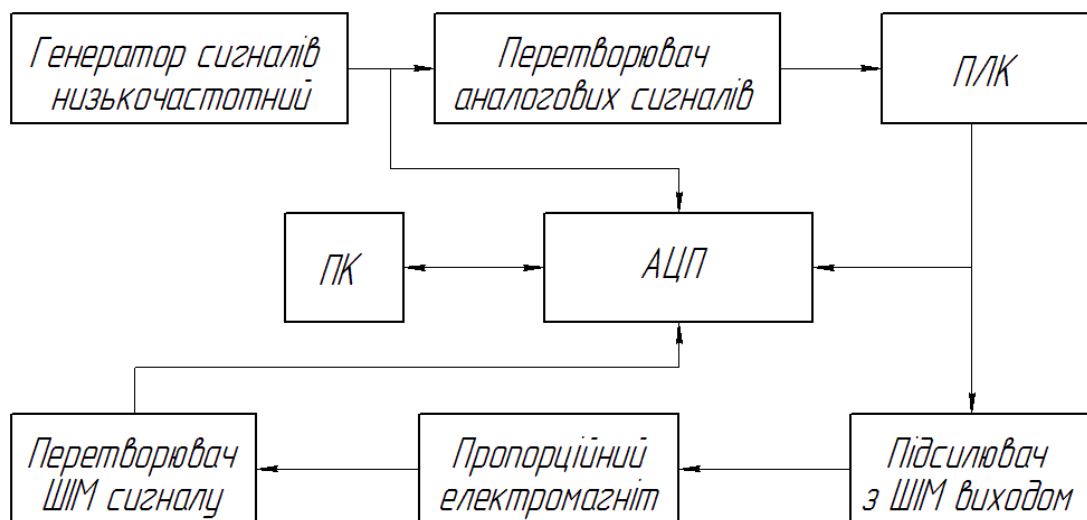 Генератор сигналів
низькочастотний
Перетворювач
аналогових сигналів
ПЛК
ПК
АЦП
Перетворювач
ШІМ сигналу
Пропорційний
електромагніт
Підсилювач
з ШІМ виходом